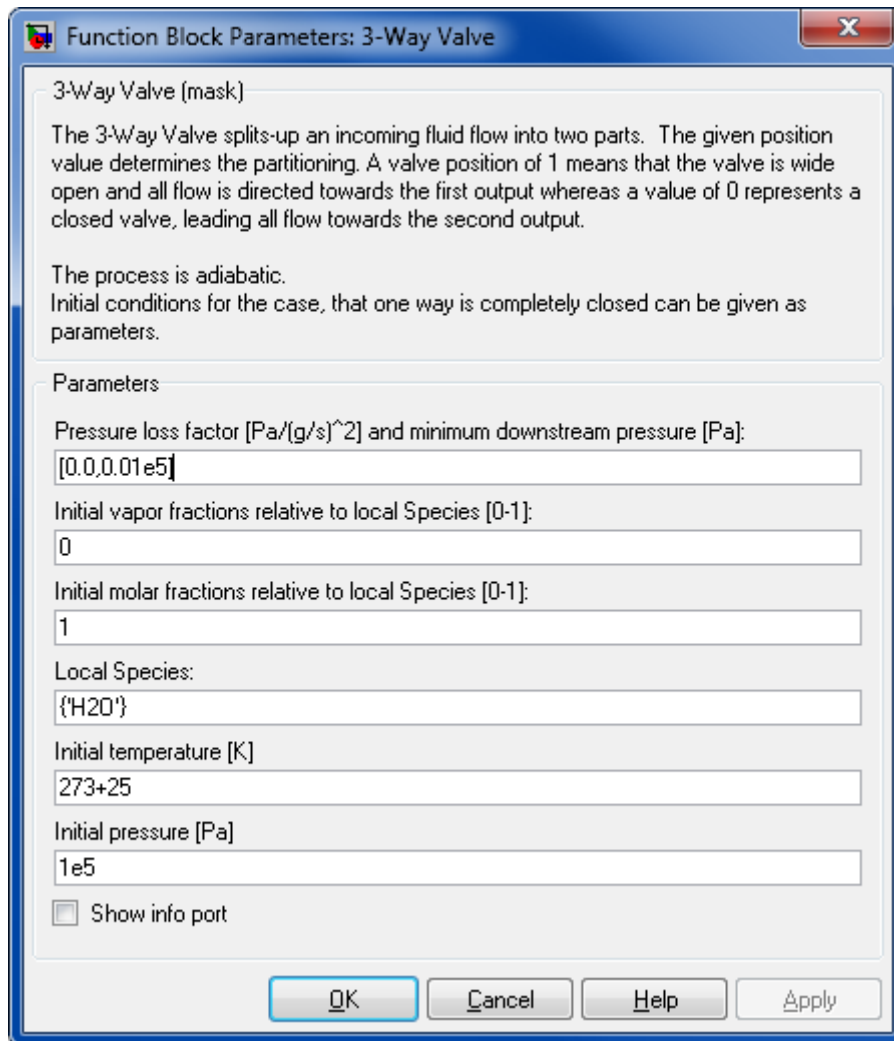 Function Block Parameters: 3-Way Valve
3-Way Valve (mask)
The 3-Way Valve splits-up an incoming fluid flow into two parts.  The given position
value determines the partitioning. A valve position of 1 means that the valve is wide
open and all flow is directed towards the first output whereas a value of 0 represents a
closed valve, leading all flow towards the second output.
The process is adiabatic.
Initial conditions for the case, that one way is completely closed can be given as
parameters.
Parameters
Pressure loss factor [Pa/(g/s)^2] and minimum downstream pressure [Pa]:
[0.0,0.01e5]
Initial vapor fractions relative to local Species [0-1]:
0
Initial molar fractions relative to local Species [0-1]:
1
Local Species:
{'H2O'}
Initial temperature [K]
273+25
Initial pressure [Pa]
1e5
Show info port
OK Cancel Help Apply